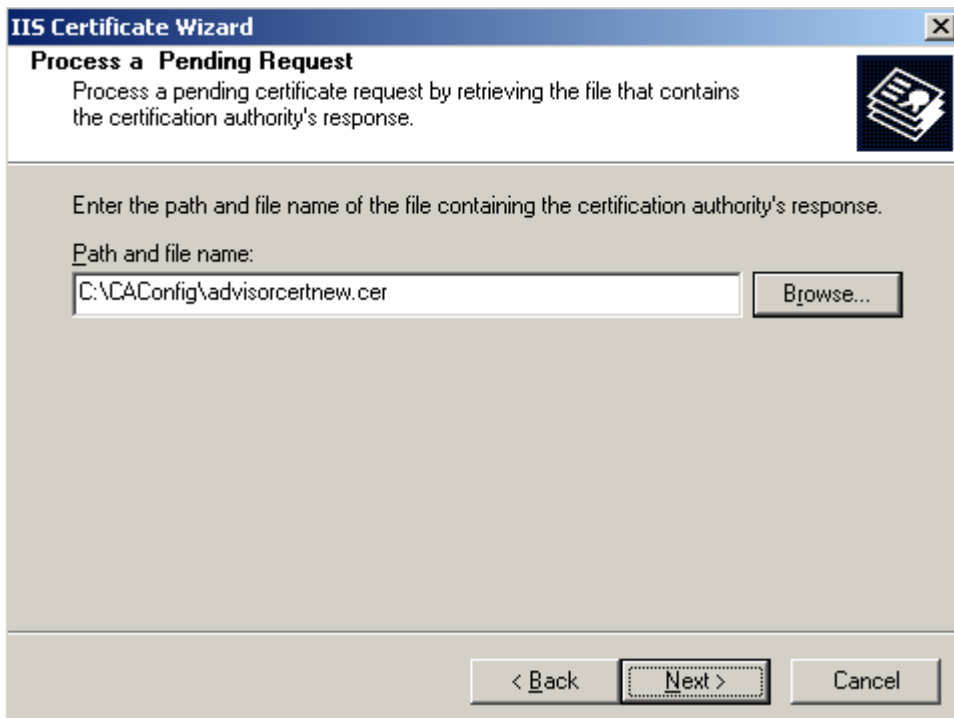 IIS Certificate Wizard
Process a  Pending Request
Process a pending certificate request by retrieving the file that contains
the certification authority's response.
Enter the path and file name of the file containing the certification authority's response.
Path and file name:
C:\CAConfig\advisorcertnew.cer
Browse...
< Back
Next >
Cancel